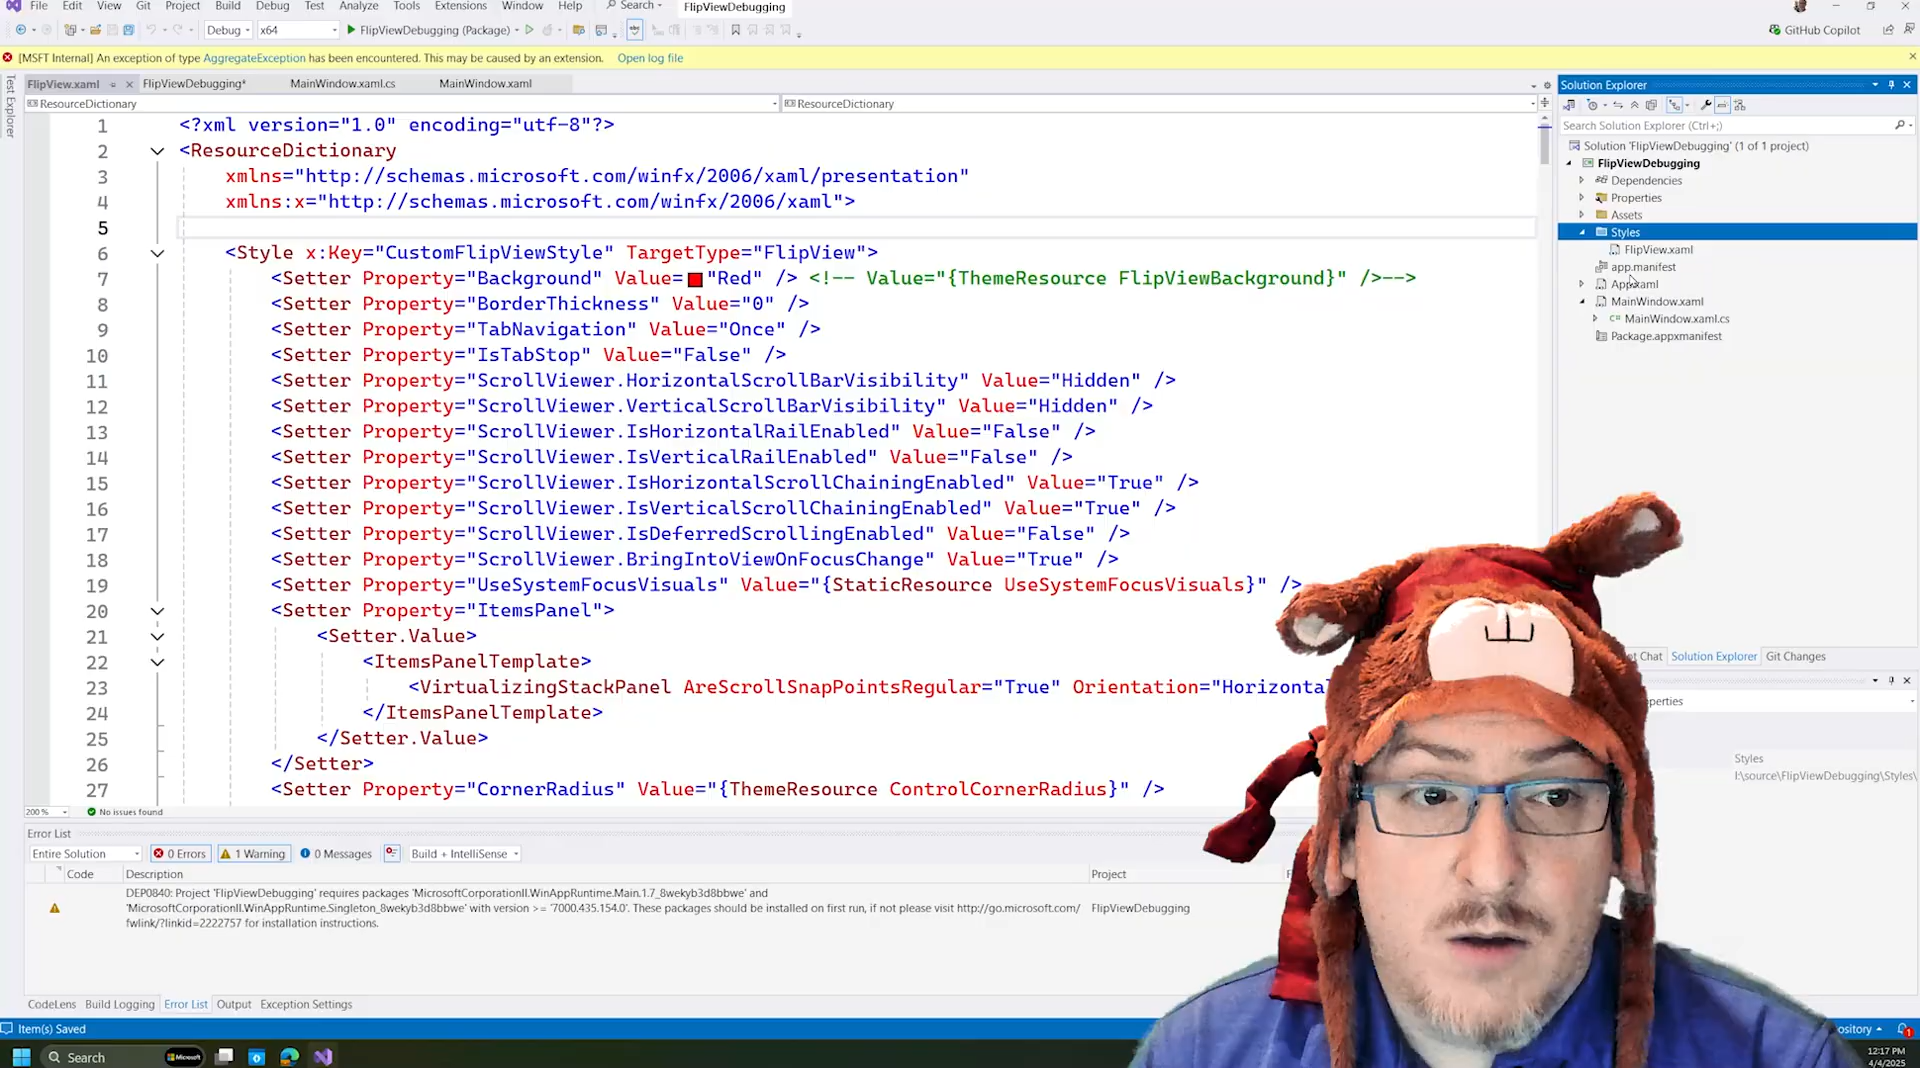 File Edit View Git Project Build Debug Test Analyze Tools Extensions Window Help Search FlipViewDebugging
Debug x64 FlipViewDebugging (Package) GitHub Copilot
[MSFT Internal] An exception of type AggregateException has been encountered. This may be caused by an extension. Open log file
FlipView.xaml FlipViewDebugging* MainWindow.xaml.cs MainWindow.xaml
Test Explorer
ResourceDictionary ResourceDictionary
1 <?xml version="1.0" encoding="utf-8"?>
2 <ResourceDictionary
3 xmlns="http://schemas.microsoft.com/winfx/2006/xaml/presentation"
4 xmlns:x="http://schemas.microsoft.com/winfx/2006/xaml">
5
6 <Style x:Key="CustomFlipViewStyle" TargetType="FlipView">
7 <Setter Property="Background" Value="Red" /> <!-- Value="{ThemeResource FlipViewBackground}" />-->
8 <Setter Property="BorderThickness" Value="0" />
9 <Setter Property="TabNavigation" Value="Once" />
10 <Setter Property="IsTabStop" Value="False" />
11 <Setter Property="ScrollViewer.HorizontalScrollBarVisibility" Value="Hidden" />
12 <Setter Property="ScrollViewer.VerticalScrollBarVisibility" Value="Hidden" />
13 <Setter Property="ScrollViewer.IsHorizontalRailEnabled" Value="False" />
14 <Setter Property="ScrollViewer.IsVerticalRailEnabled" Value="False" />
15 <Setter Property="ScrollViewer.IsHorizontalScrollChainingEnabled" Value="True" />
16 <Setter Property="ScrollViewer.IsVerticalScrollChainingEnabled" Value="True" />
17 <Setter Property="ScrollViewer.IsDeferredScrollingEnabled" Value="False" />
18 <Setter Property="ScrollViewer.BringIntoViewOnFocusChange" Value="True" />
19 <Setter Property="UseSystemFocusVisuals" Value="{StaticResource UseSystemFocusVisuals}" />
20 <Setter Property="ItemsPanel">
21 <Setter.Value>
22 <ItemsPanelTemplate>
23 <VirtualizingStackPanel AreScrollSnapPointsRegular="True" Orientation="Horizontal
24 </ItemsPanelTemplate>
25 </Setter.Value>
26 </Setter>
27 <Setter Property="CornerRadius" Value="{ThemeResource ControlCornerRadius}" />
200 % No issues found
Error List
Entire Solution 0 Errors 1 Warning 0 Messages Build + IntelliSense
Code Description Project F
DEP0840: Project 'FlipViewDebugging' requires packages 'MicrosoftCorporationII.WinAppRuntime.Main.1.7_8wekyb3d8bbwe' and
'MicrosoftCorporationII.WinAppRuntime.Singleton_8wekyb3d8bbwe' with version >= '7000.435.154.0'. These packages should be installed on first run, if not please visit http://go.microsoft.com/ FlipViewDebugging
fwlink/?linkid=2222757 for installation instructions.
CodeLens Build Logging Error List Output Exception Settings
Item(s) Saved
Search Microsoft
Solution Explorer
Search Solution Explorer (Ctrl+;)
Solution 'FlipViewDebugging' (1 of 1 project)
FlipViewDebugging
Dependencies
Properties
Assets
Styles
FlipView.xaml
app.manifest
App.xaml
MainWindow.xaml
C# MainWindow.xaml.cs
Package.appxmanifest
ot Chat Solution Explorer Git Changes
operties
Styles
I:\source\FlipViewDebugging\Styles\
ository 1
12:17 PM
4/4/2025